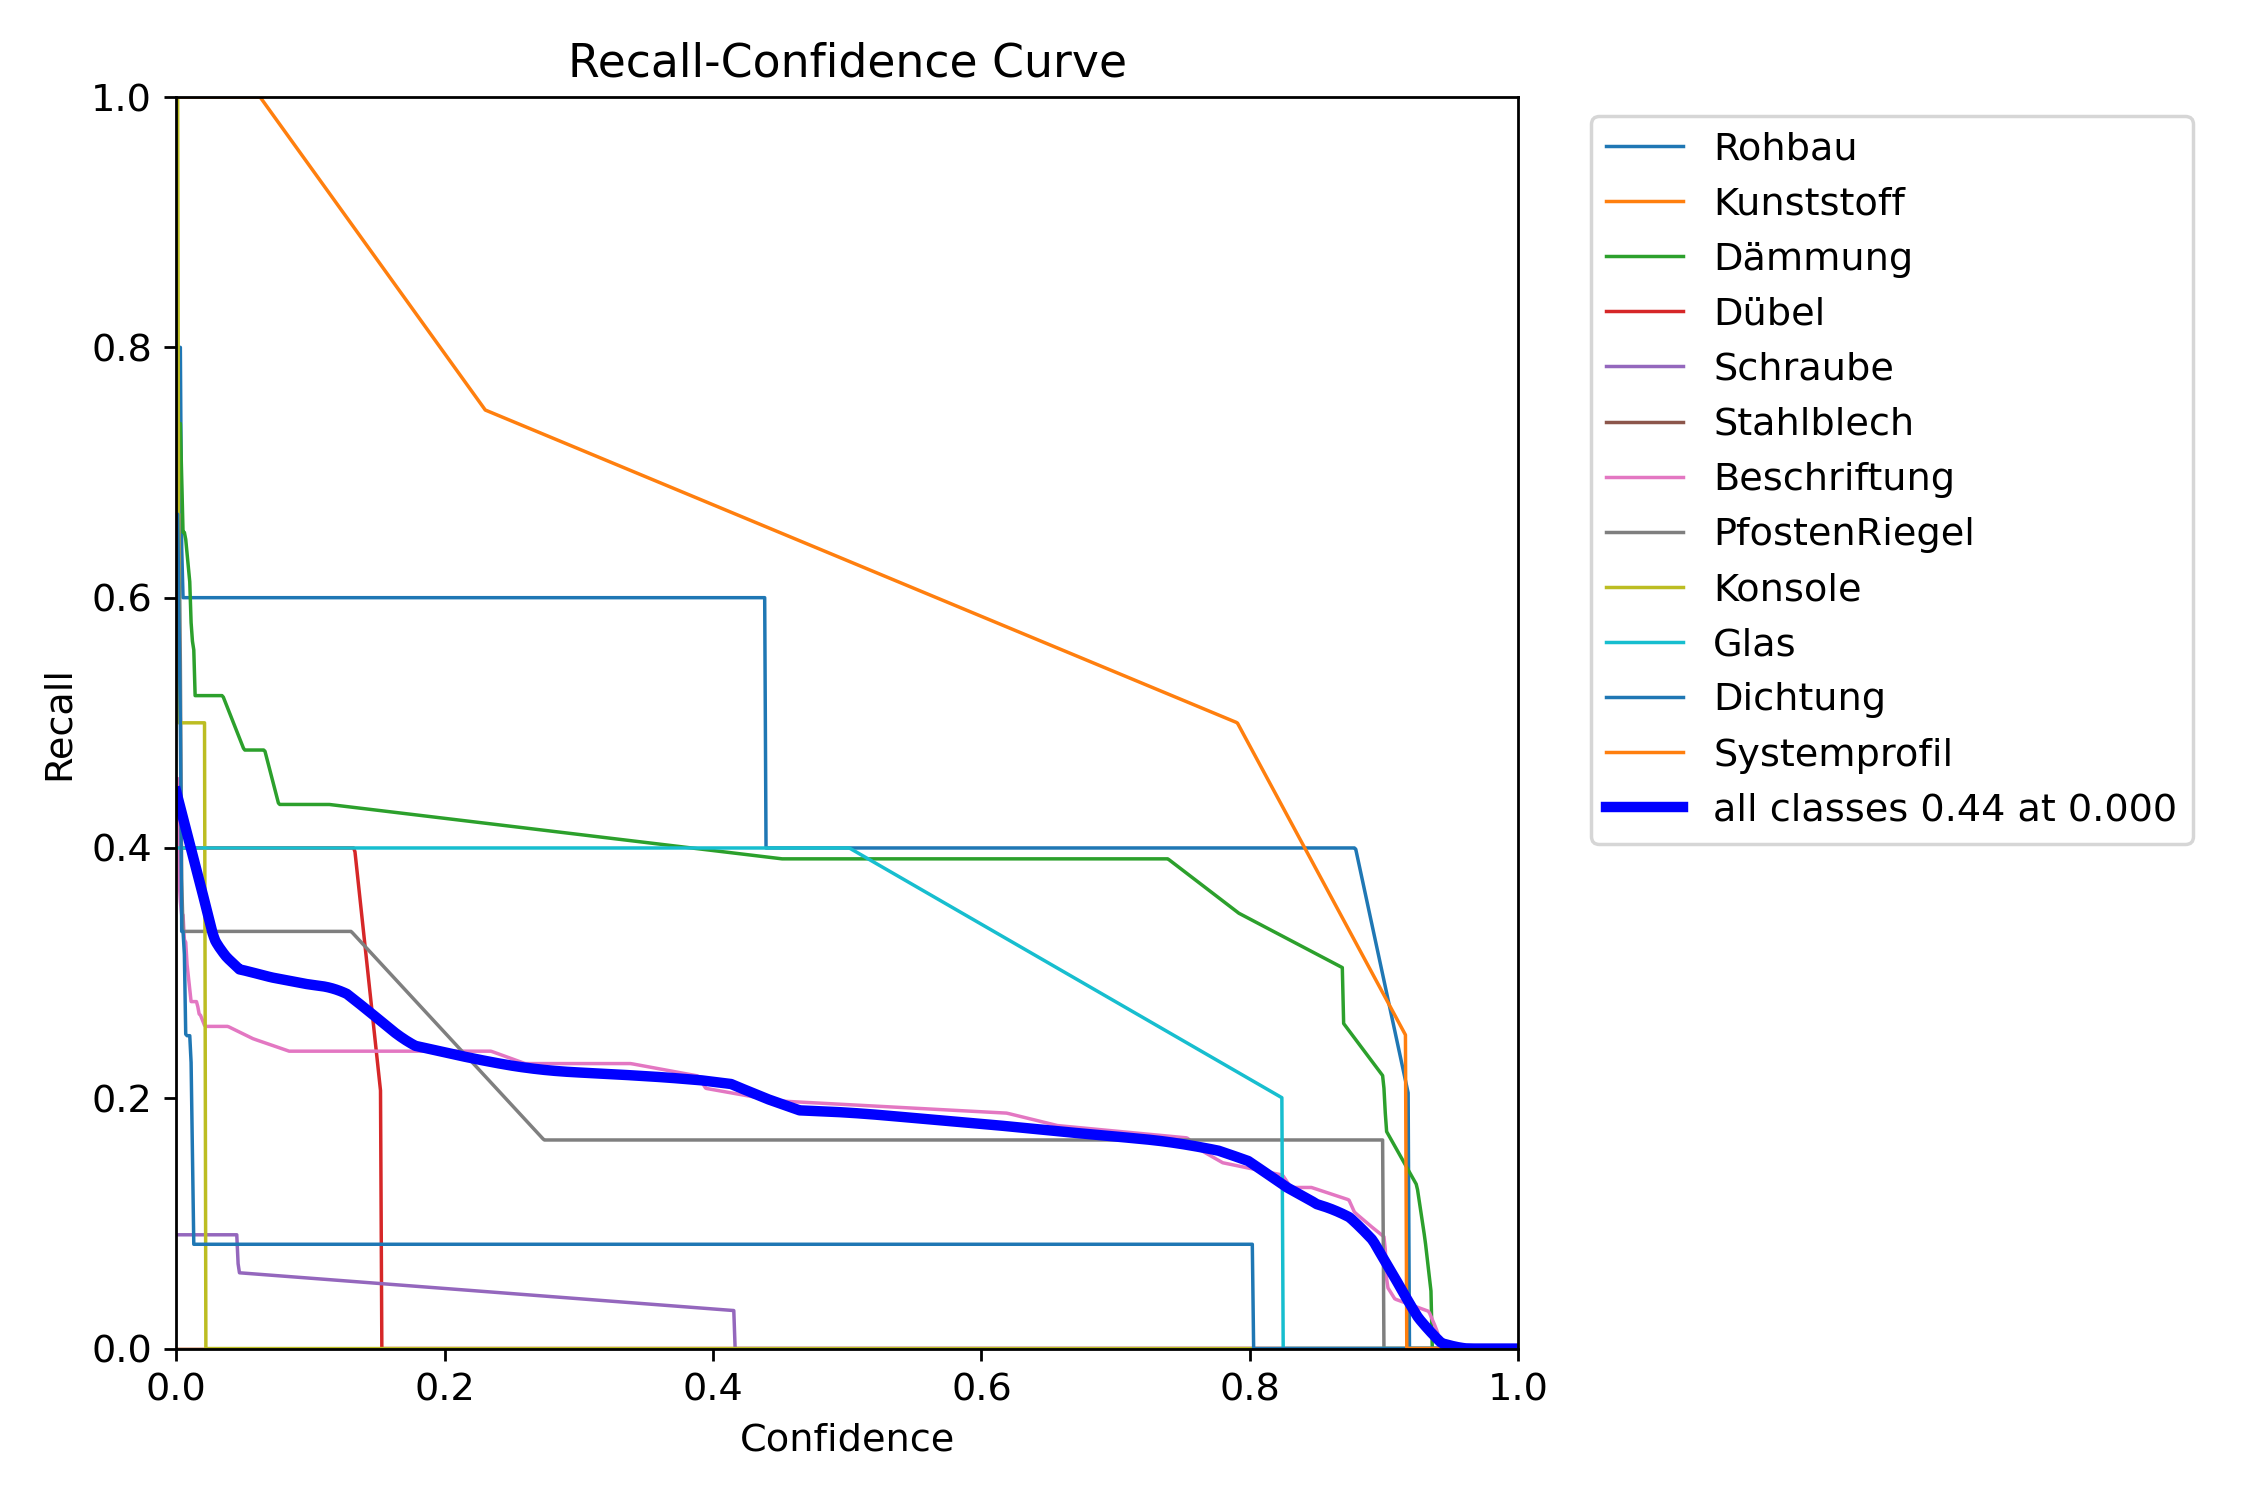 Recall-Confidence Curve
1.0
0.8
0.6
0.4
0.2
0.0
Recall
0.0 0.2 0.4 0.6 0.8 1.0
Confidence
Rohbau
Kunststoff
Dämmung
Dübel
Schraube
Stahlblech
Beschriftung
PfostenRiegel
Konsole
Glas
Dichtung
Systemprofil
all classes 0.44 at 0.000